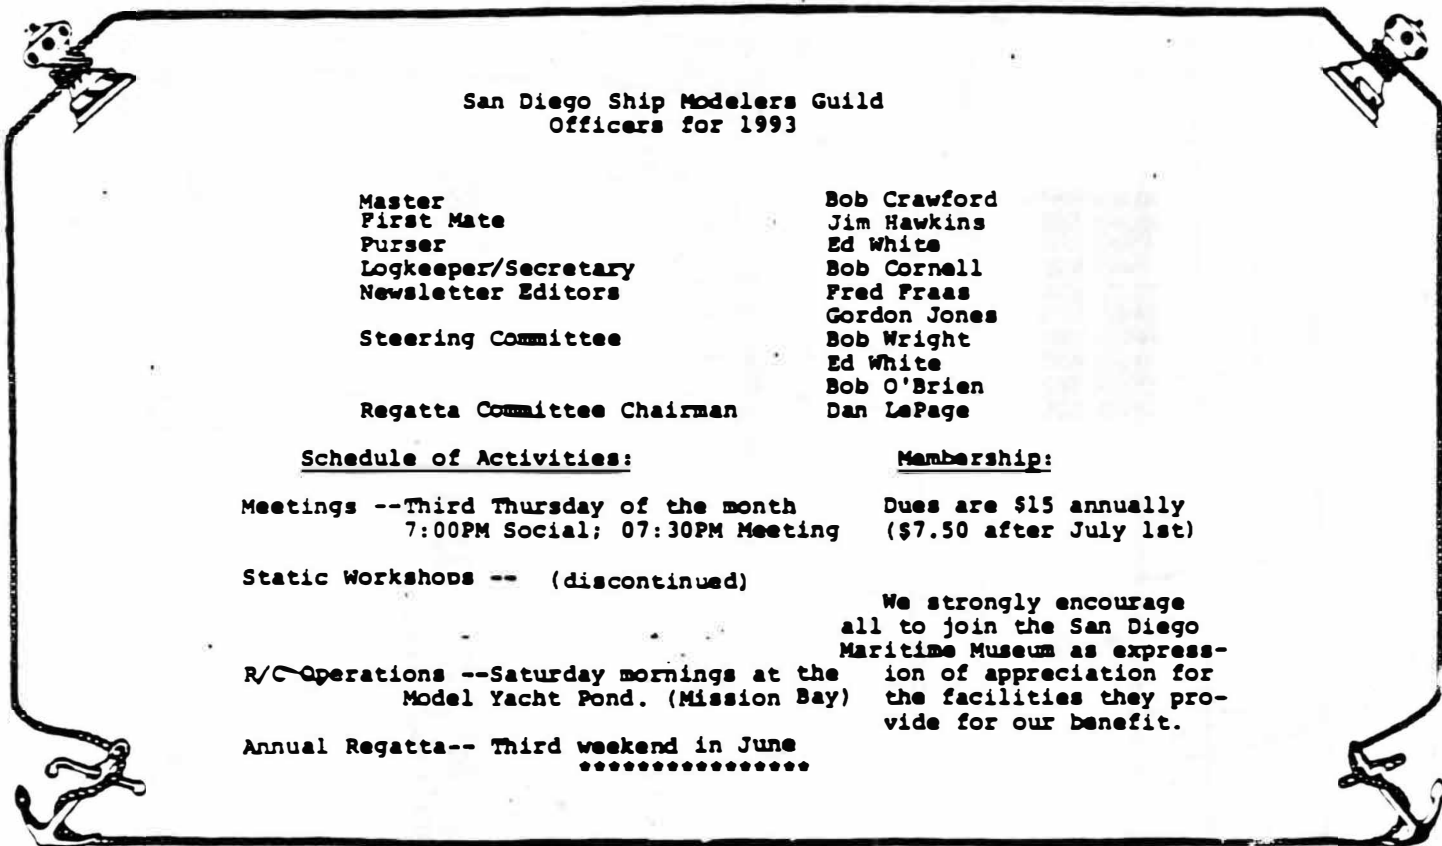 San Diego Ship Modelers Guild
Officers for 1993
Master Bob Crawford
First Mate Jim Hawkins
Purser Ed White
Logkeeper/Secretary Bob Cornell
Newsletter Editors Fred Fraas
Gordon Jones
Steering Committee Bob Wright
Ed White
Bob O'Brien
Regatta Committee Chairman Dan LePage
Schedule of Activities:
Meetings --Third Thursday of the month
7:00PM Social; 07:30PM Meeting
Static Workshops -- (discontinued)
R/C Operations --Saturday mornings at the
Model Yacht Pond. (Mission Bay)
Annual Regatta-- Third weekend in June
****************
Membership:
Dues are $15 annually
($7.50 after July 1st)
We strongly encourage
all to join the San Diego
Maritime Museum as express-
ion of appreciation for
the facilities they pro-
vide for our benefit.